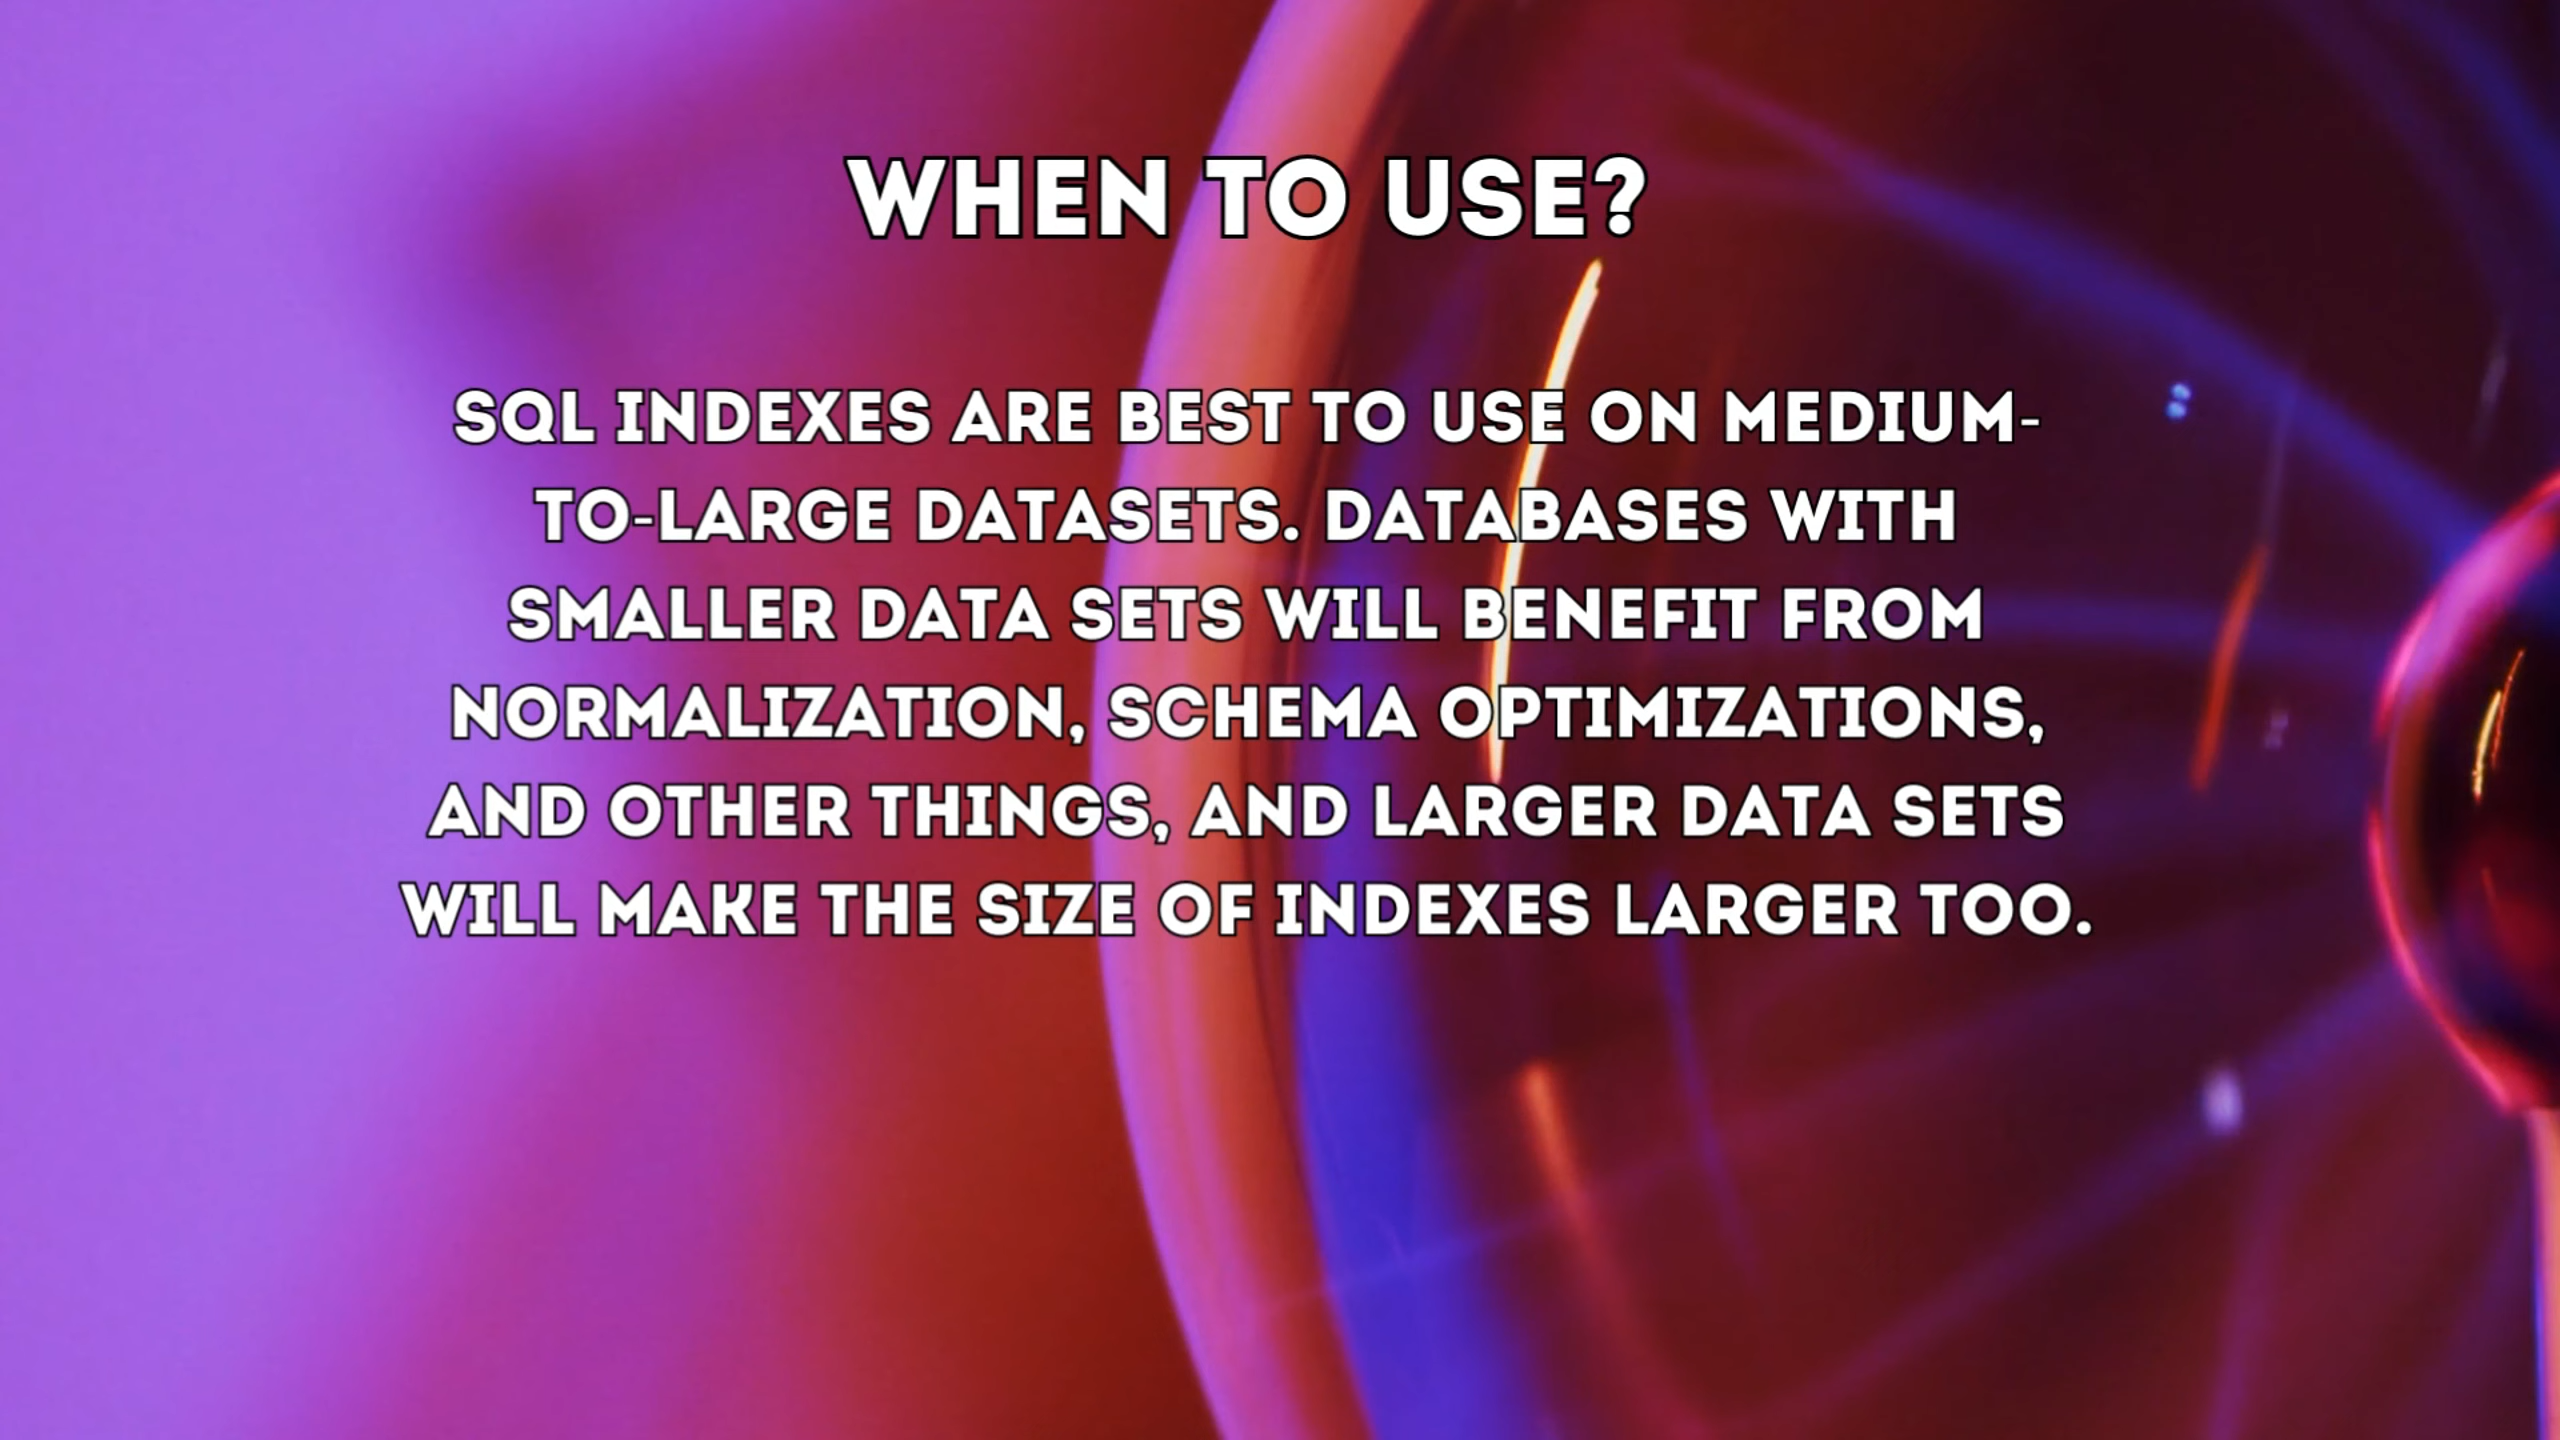 WHEN TO USE?
SQL INDEXES ARE BEST TO USE ON MEDIUM-
TO-LARGE DATASETS. DATABASES WITH
SMALLER DATA SETS WILL BENEFIT FROM
NORMALIZATION, SCHEMA OPTIMIZATIONS,
AND OTHER THINGS, AND LARGER DATA SETS
WILL MAKE THE SIZE OF INDEXES LARGER TOO.